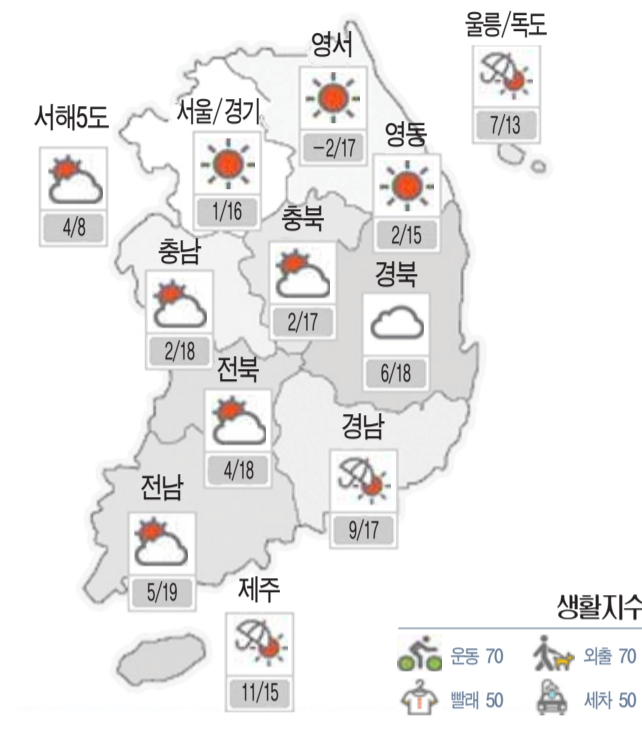 울릉/독도
7/13
영서
-2/17
서해5도
4/8
서울/경기
1/16
영동
2/15
충북
2/17
충남
2/18
경북
6/18
전북
4/18
경남
9/17
전남
5/19
제주
11/15
생활지수
운동 70 외출 70
빨래 50 세차 50